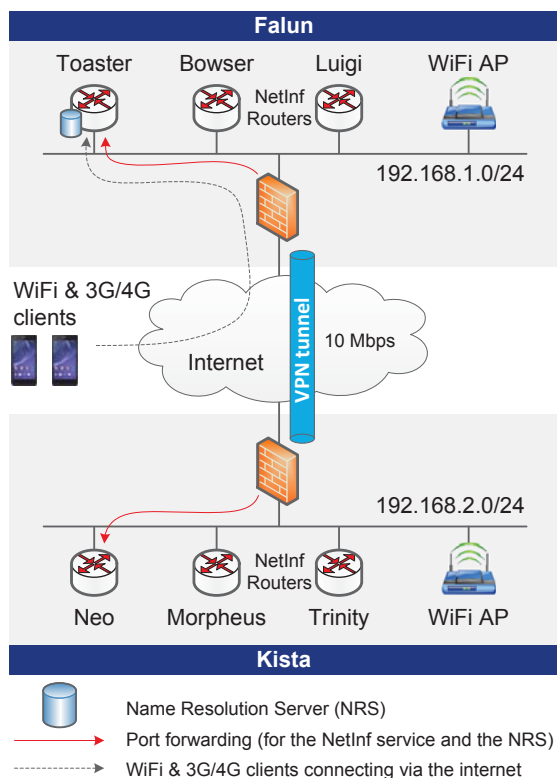 Falun
Toaster
Bowser
Luigi
WiFi AP
NetInf
Routers
192.168.1.0/24
WiFi & 3G/4G
clients
Internet
VPN tunnel
10 Mbps
192.168.2.0/24
NetInf
Routers
Neo
Morpheus
Trinity
WiFi AP
Kista
Name Resolution Server (NRS)
Port forwarding (for the NetInf service and the NRS)
WiFi & 3G/4G clients connecting via the internet